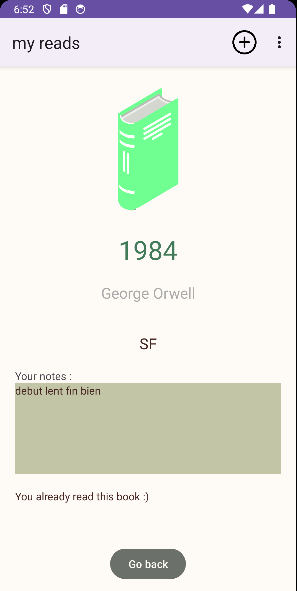 6:52
my reads
1984
George Orwell
SF
Your notes :
debut lent fin bien
You already read this book :)
Go back